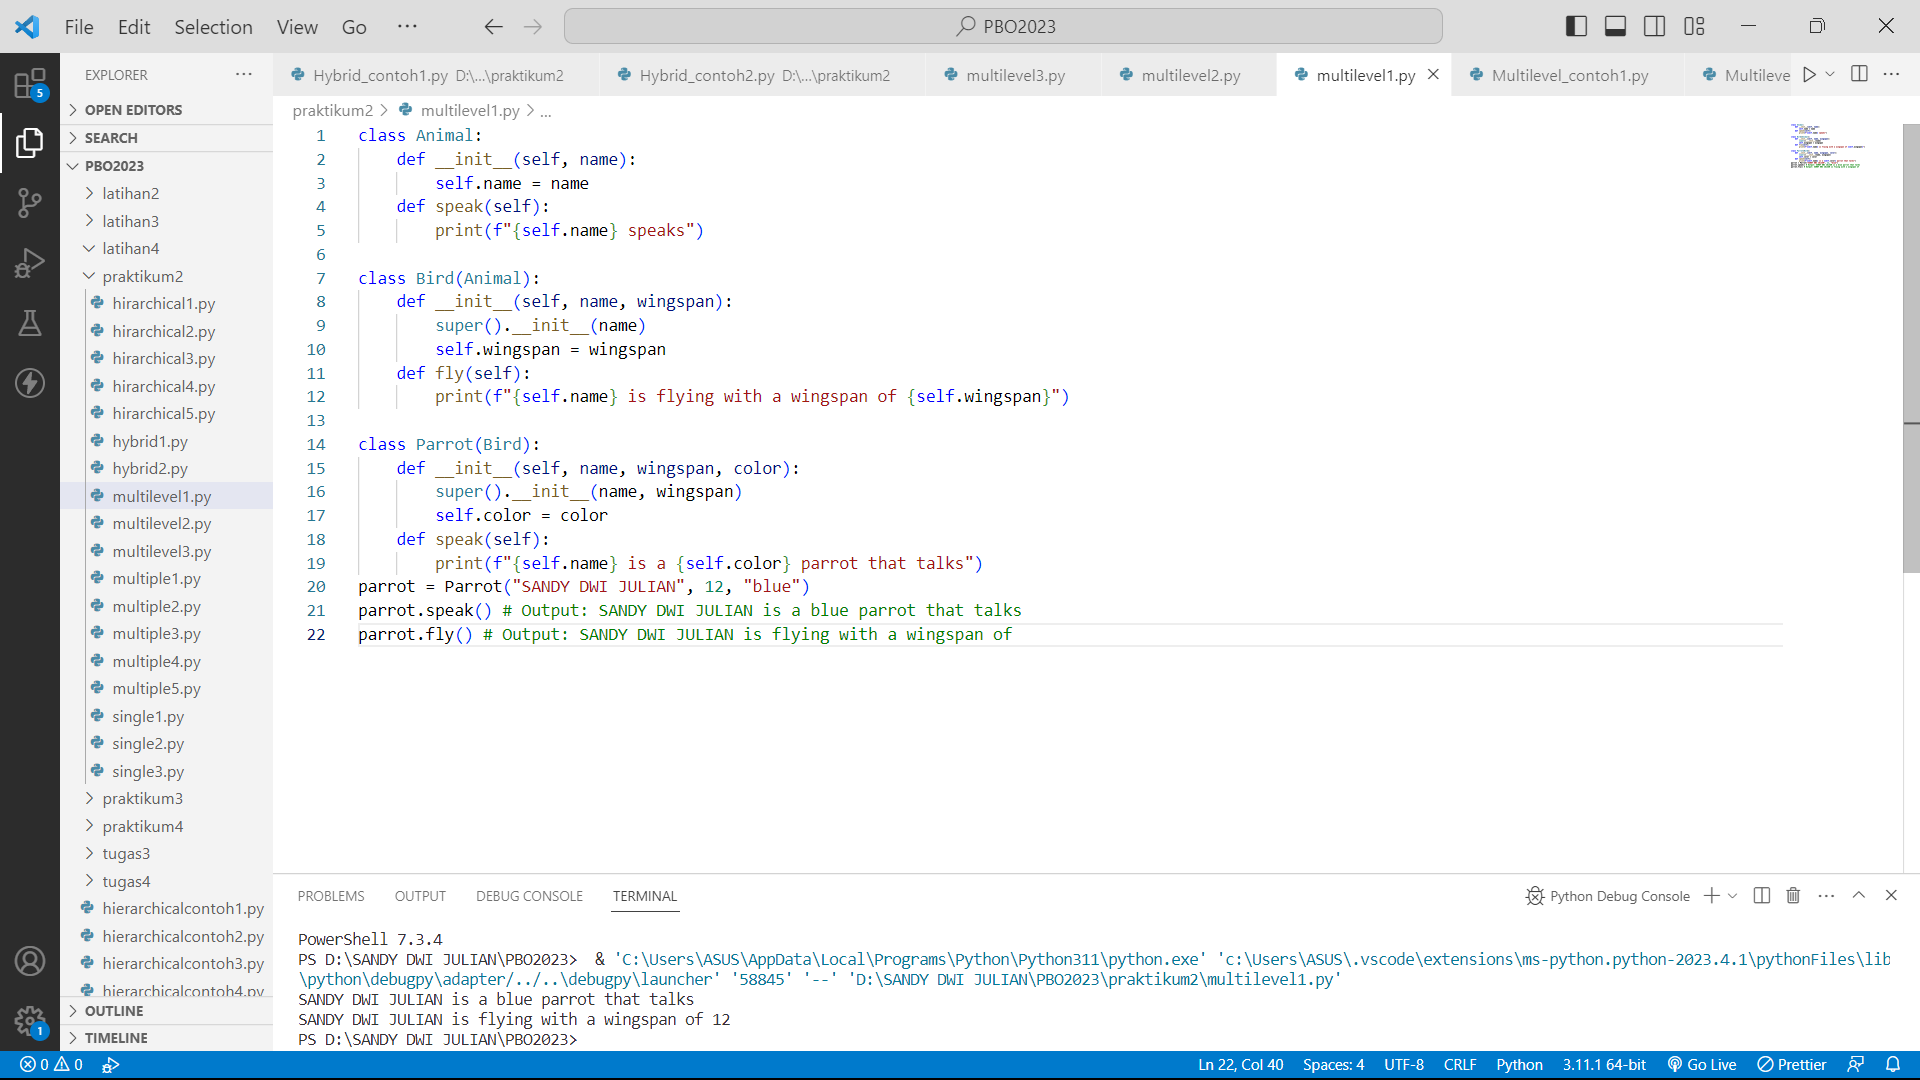 File Edit Selection View Go ··· PBO2023
EXPLORER ···
OPEN EDITORS
SEARCH
PBO2023
latihan2
latihan3
latihan4
praktikum2
hirarchical1.py
hirarchical2.py
hirarchical3.py
hirarchical4.py
hirarchical5.py
hybrid1.py
hybrid2.py
multilevel1.py
multilevel2.py
multilevel3.py
multiple1.py
multiple2.py
multiple3.py
multiple4.py
multiple5.py
single1.py
single2.py
single3.py
praktikum3
praktikum4
tugas3
tugas4
hierarchicalcontoh1.py
hierarchicalcontoh2.py
hierarchicalcontoh3.py
hierarchicalcontoh4.py
OUTLINE
TIMELINE
5
1
Hybrid_contoh1.py D:\...\praktikum2 Hybrid_contoh2.py D:\...\praktikum2 multilevel3.py multilevel2.py multilevel1.py Multilevel_contoh1.py Multileve
praktikum2 > multilevel1.py > ...
1 class Animal:
2 def __init__(self, name):
3 self.name = name
4 def speak(self):
5 print(f"{self.name} speaks")
6
7 class Bird(Animal):
8 def __init__(self, name, wingspan):
9 super().__init__(name)
10 self.wingspan = wingspan
11 def fly(self):
12 print(f"{self.name} is flying with a wingspan of {self.wingspan}")
13
14 class Parrot(Bird):
15 def __init__(self, name, wingspan, color):
16 super().__init__(name, wingspan)
17 self.color = color
18 def speak(self):
19 print(f"{self.name} is a {self.color} parrot that talks")
20 parrot = Parrot("SANDY DWI JULIAN", 12, "blue")
21 parrot.speak() # Output: SANDY DWI JULIAN is a blue parrot that talks
22 parrot.fly() # Output: SANDY DWI JULIAN is flying with a wingspan of
PROBLEMS OUTPUT DEBUG CONSOLE TERMINAL Python Debug Console
PowerShell 7.3.4
PS D:\SANDY DWI JULIAN\PBO2023> & 'C:\Users\ASUS\AppData\Local\Programs\Python\Python311\python.exe' 'c:\Users\ASUS\.vscode\extensions\ms-python.python-2023.4.1\pythonFiles\lib
\python\debugpy\adapter/../..\debugpy\launcher' '58845' '--' 'D:\SANDY DWI JULIAN\PBO2023\praktikum2\multilevel1.py'
SANDY DWI JULIAN is a blue parrot that talks
SANDY DWI JULIAN is flying with a wingspan of 12
PS D:\SANDY DWI JULIAN\PBO2023>
0 0 Ln 22, Col 40 Spaces: 4 UTF-8 CRLF Python 3.11.1 64-bit Go Live Prettier